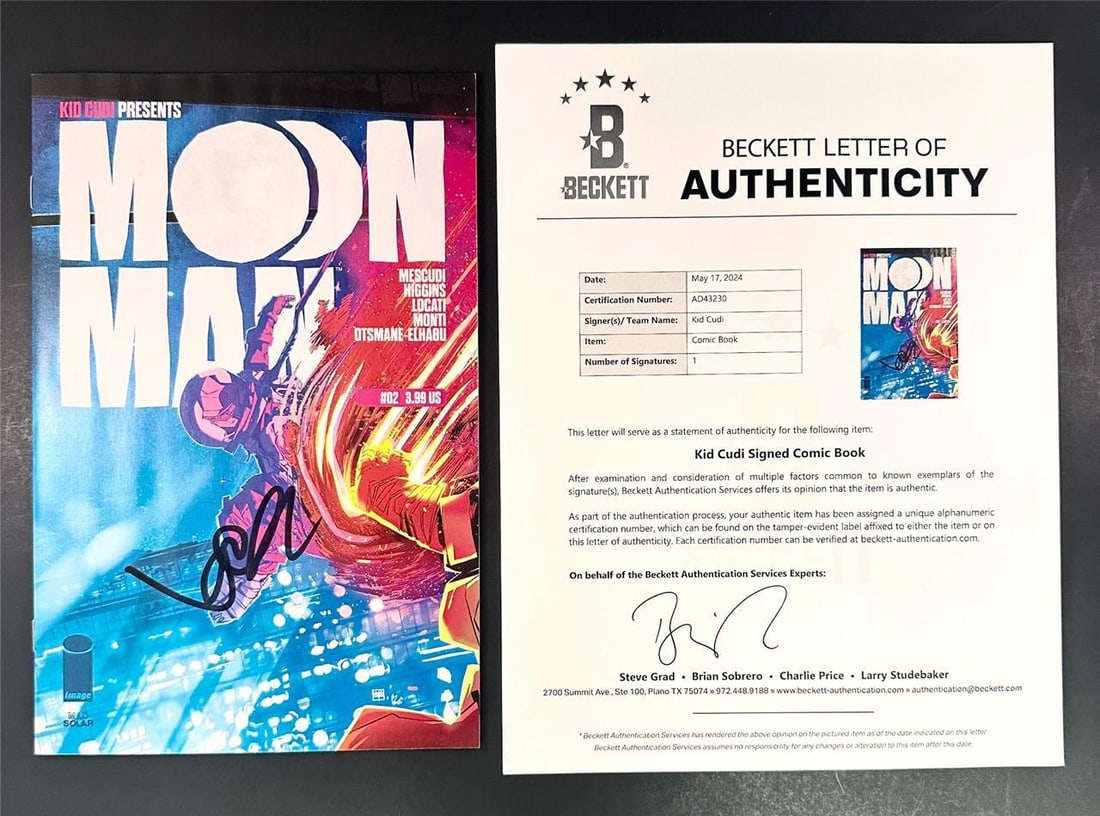 KID CUDI PRESENTS
MOON
MAN
™
MESCUDI
HIGGINS
LOCATI
MONTI
OTSMANE-ELHAOU
#02 3.99 US
image
MAD
SOLAR
B
BECKETT
BECKETT LETTER OF
AUTHENTICITY
Date: May 17, 2024
Certification Number: AD43230
Signer(s)/ Team Name: Kid Cudi
Item: Comic Book
Number of Signatures: 1
MOON
MAN
This letter will serve as a statement of authenticity for the following item:
Kid Cudi Signed Comic Book
After examination and consideration of multiple factors common to known exemplars of the
signature(s), Beckett Authentication Services offers its opinion that the item is authentic.
As part of the authentication process, your authentic item has been assigned a unique alphanumeric
certification number, which can be found on the tamper-evident label affixed to either the item or on
this letter of authenticity. Each certification number can be verified at beckett-authentication.com.
On behalf of the Beckett Authentication Services Experts:
Steve Grad • Brian Sobrero • Charlie Price • Larry Studebaker
2700 Summit Ave., Ste 100, Plano TX 75074 » 972.448.9188 » www.beckett-authentication.com » authentication@beckett.com
*Beckett Authentication Services has rendered the above opinion on the pictured item as of the date indicated on this letter
Beckett Authentication Services assumes no responsibility for any changes or alteration to this item after this date.